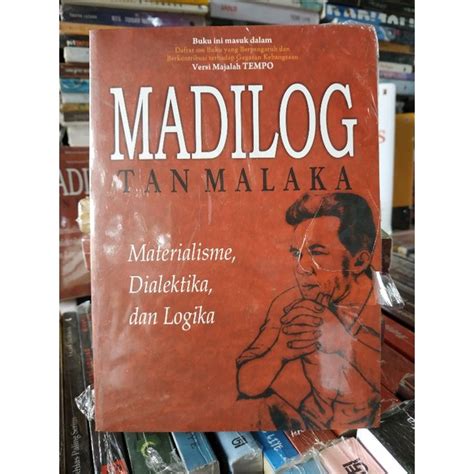 Buku ini masuk dalam
Daftar 100 Buku yang Berpengaruh dan
Berkontribusi terhadap Gagasan Kebangsaan
Versi Majalah TEMPO
MADILOG
TAN MALAKA
Materialisme,
Dialektika,
dan Logika